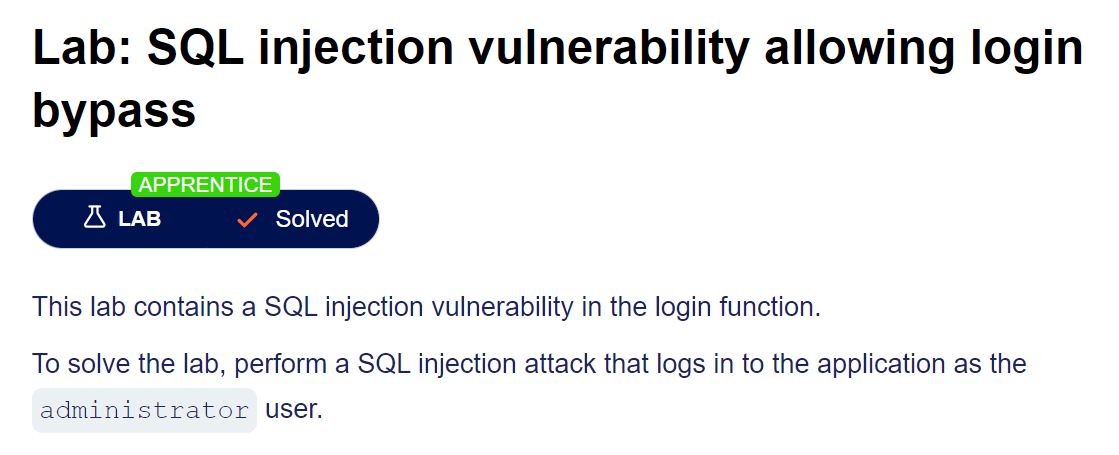 Lab: SQL injection vulnerability allowing login
bypass
APPRENTICE
LAB Solved
This lab contains a SQL injection vulnerability in the login function.
To solve the lab, perform a SQL injection attack that logs in to the application as the
administrator user.